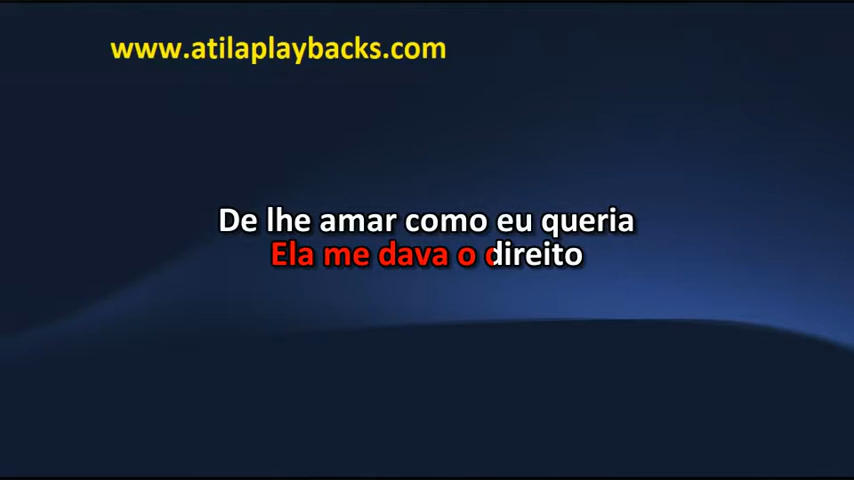 www.atilaplaybacks.com
De lhe amar como eu queria
Ela me dava o direito